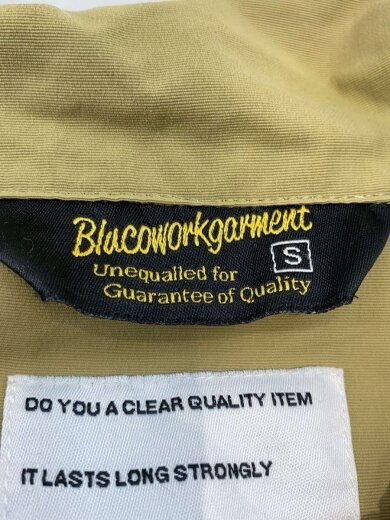 Blucoworkgarment
S
Unequalled for
Guarantee of Quality
DO YOU A CLEAR QUALITY ITEM
IT LASTS LONG STRONGLY